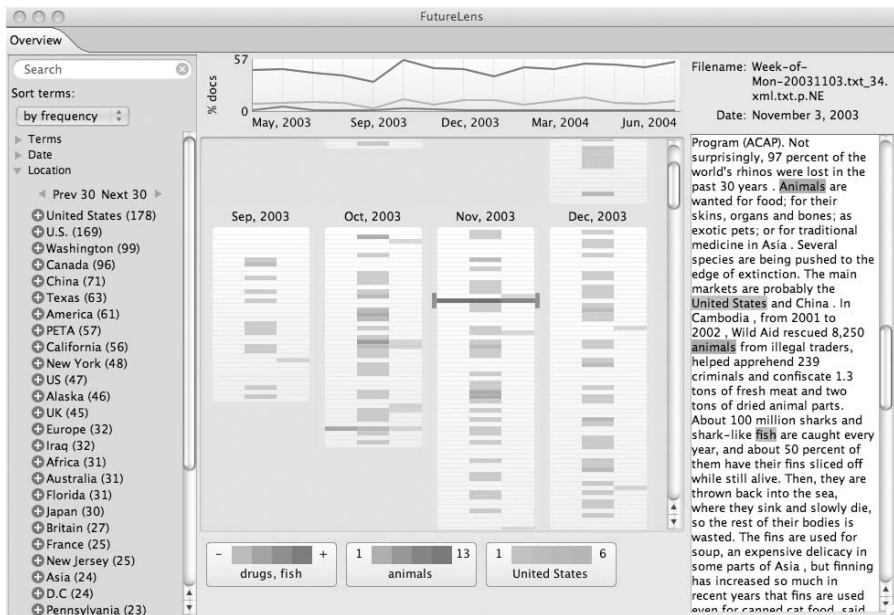 FutureLens
Overview
Search
Sort terms:
by frequency
Terms
Date
Location
Prev 30 Next 30
United States (178)
U.S. (169)
Washington (99)
Canada (96)
China (71)
Texas (63)
America (61)
PETA (57)
California (56)
New York (48)
US (47)
Alaska (46)
UK (45)
Europe (32)
Iraq (32)
Africa (31)
Australia (31)
Florida (31)
Japan (30)
Britain (27)
France (25)
New Jersey (25)
Asia (24)
D.C (24)
Pennsylvania (23)
57
% docs
0
May, 2003 Sep, 2003 Dec, 2003 Mar, 2004 Jun, 2004
Sep, 2003 Oct, 2003 Nov, 2003 Dec, 2003
- +
drugs, fish
1 13
animals
1 6
United States
Filename: Week-of-
Mon-20031103.txt_34.
xml.txt.p.NE
Date: November 3, 2003
Program (ACAP). Not
surprisingly, 97 percent of the
world's rhinos were lost in the
past 30 years . Animals are
wanted for food; for their
skins, organs and bones; as
exotic pets; or for traditional
medicine in Asia . Several
species are being pushed to the
edge of extinction. The main
markets are probably the
United States and China . In
Cambodia , from 2001 to
2002 , Wild Aid rescued 8,250
animals from illegal traders,
helped apprehend 239
criminals and confiscate 1.3
tons of fresh meat and two
tons of dried animal parts.
About 100 million sharks and
shark-like fish are caught every
year, and about 50 percent of
them have their fins sliced off
while still alive. Then, they are
thrown back into the sea,
where they sink and slowly die,
so the rest of their bodies is
wasted. The fins are used for
soup, an expensive delicacy in
some parts of Asia , but finning
has increased so much in
recent years that fins are used
even for canned cat food, said